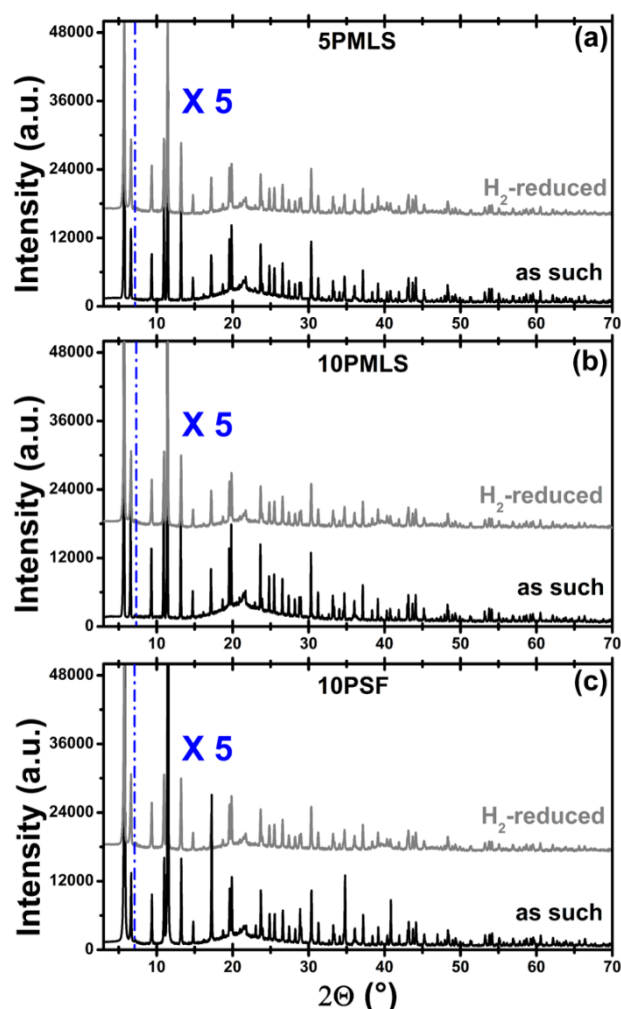 48000
36000
24000
12000
0
Intensity (a.u.)
5PMLS
(a)
X 5
H₂-reduced
as such
10 20 30 40 50 60 70
48000
36000
24000
12000
0
Intensity (a.u.)
10PMLS
(b)
X 5
H₂-reduced
as such
10 20 30 40 50 60 70
48000
36000
24000
12000
0
Intensity (a.u.)
10PSF
(c)
X 5
H₂-reduced
as such
10 20 30 40 50 60 70
2Θ (°)